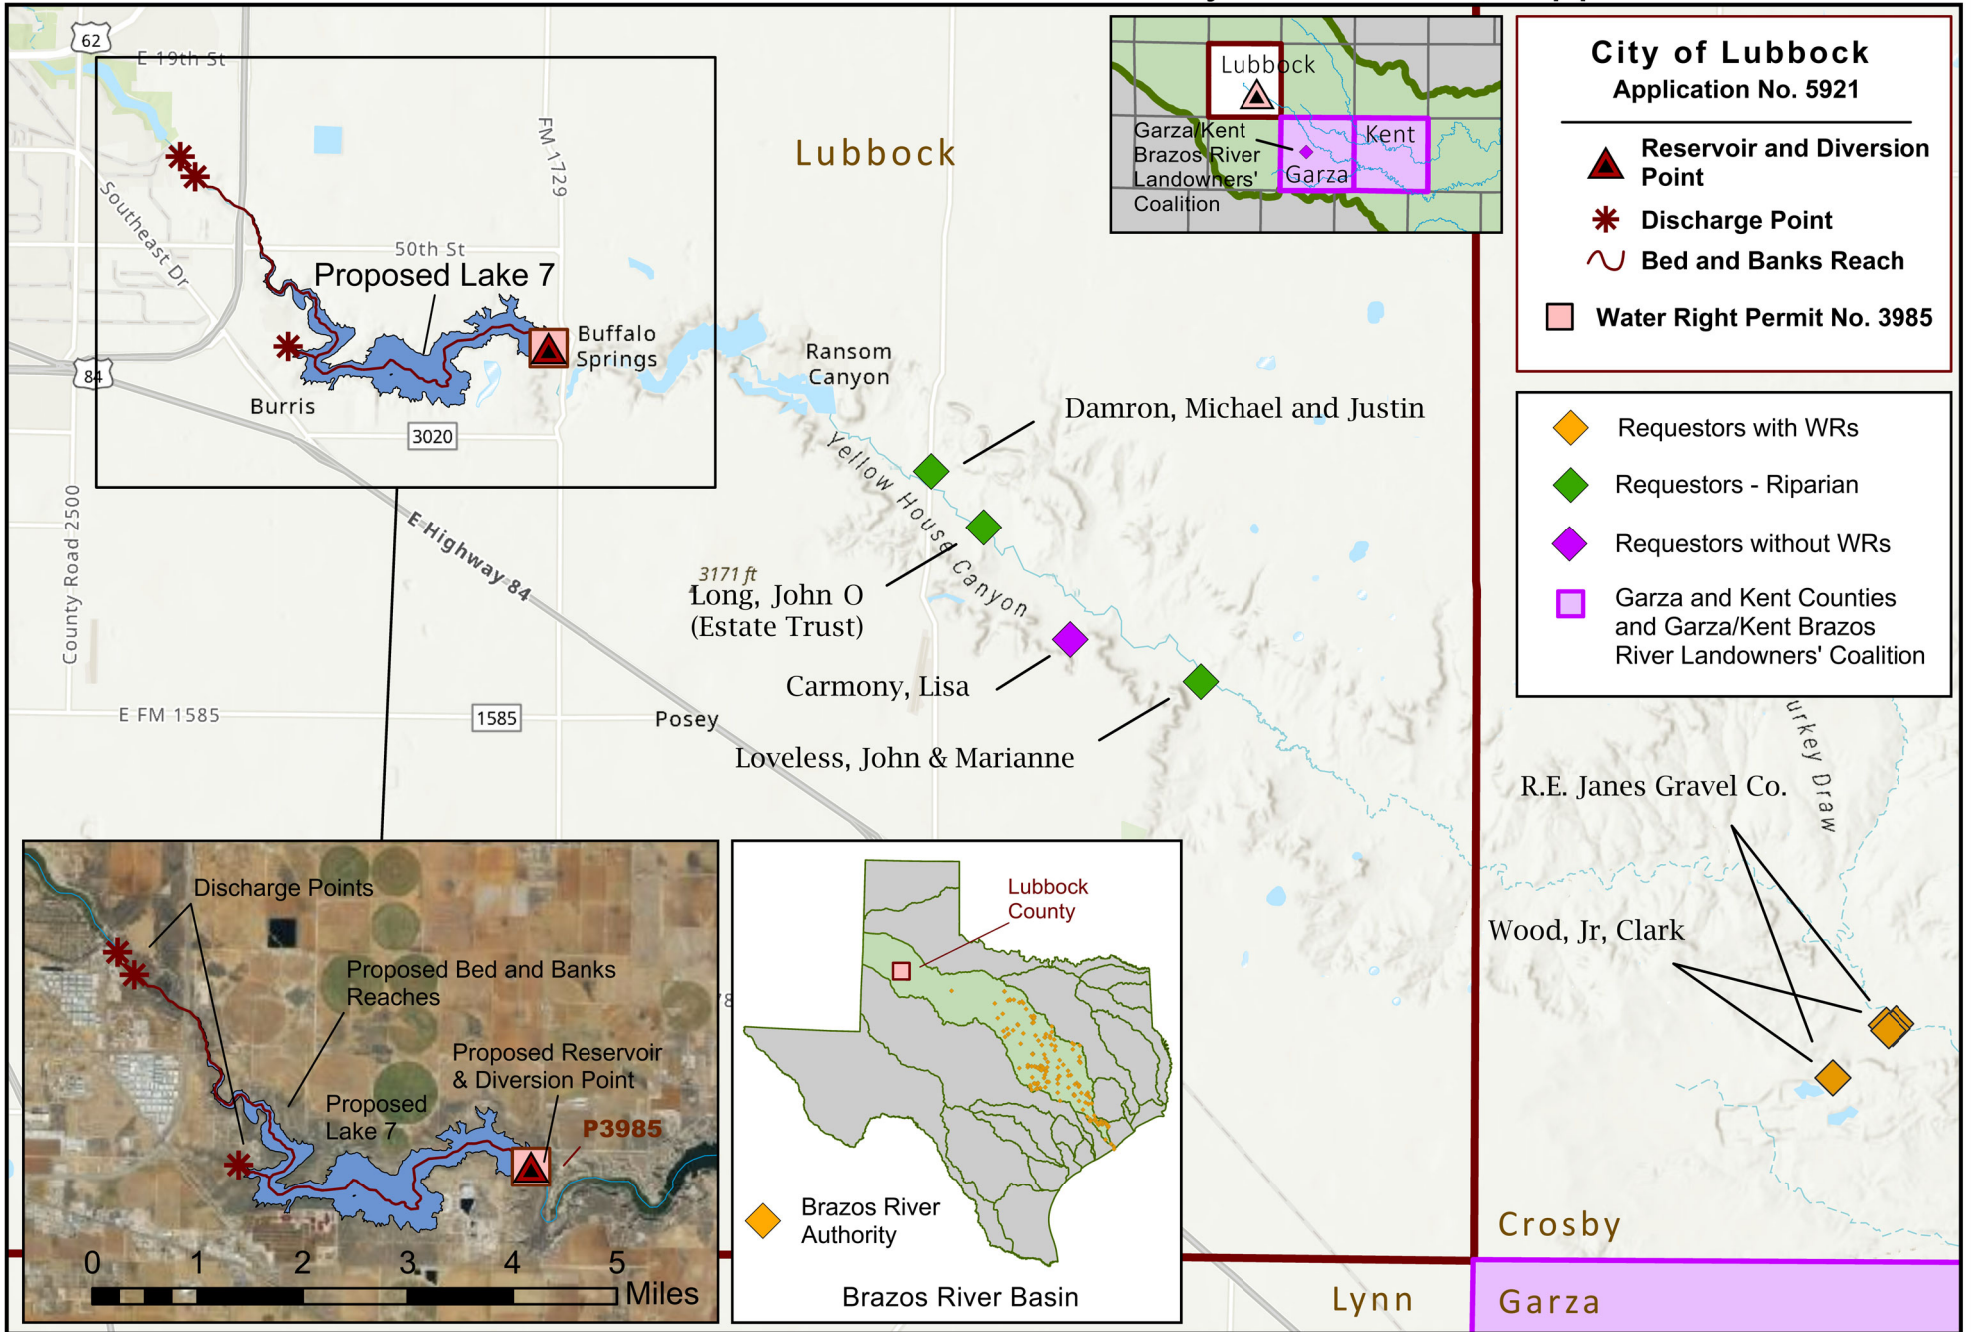 62
E 19th St
Southeast Dr
FM 1729
50th St
Proposed Lake 7
Buffalo
Springs
84
Burris
3020
County Road 2500
E Highway 84
E FM 1585
1585
Posey
Lubbock
Ransom
Canyon
Yellow House Canyon
3171 ft
Damron, Michael and Justin
Long, John O
(Estate Trust)
Carmony, Lisa
Loveless, John & Marianne
Lubbock
Garza/Kent
Brazos River
Landowners'
Coalition
Kent
Garza
City of Lubbock
Application No. 5921
Reservoir and Diversion
Point
Discharge Point
Bed and Banks Reach
Water Right Permit No. 3985
Requestors with WRs
Requestors - Riparian
Requestors without WRs
Garza and Kent Counties
and Garza/Kent Brazos
River Landowners' Coalition
urkey Draw
R.E. Janes Gravel Co.
Wood, Jr, Clark
Crosby
Lynn
Garza
Discharge Points
Proposed Bed and Banks
Reaches
Proposed Reservoir
& Diversion Point
Proposed
Lake 7
P3985
0 1 2 3 4 5
Miles
Lubbock
County
Brazos River
Authority
Brazos River Basin